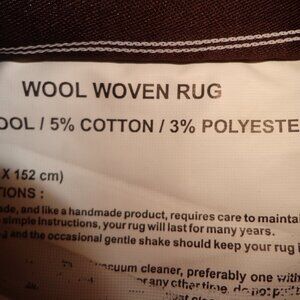 WOOL WOVEN RUG
OOL / 5% COTTON / 3% POLYESTE
X 152 cm)
TIONS :
ade, and like a handmade product, requires care to maintai
simple instructions, your rug will last for many years.
and the occasional gentle shake should keep your rug i
vacuum cleaner, preferably one with
any other time, do not